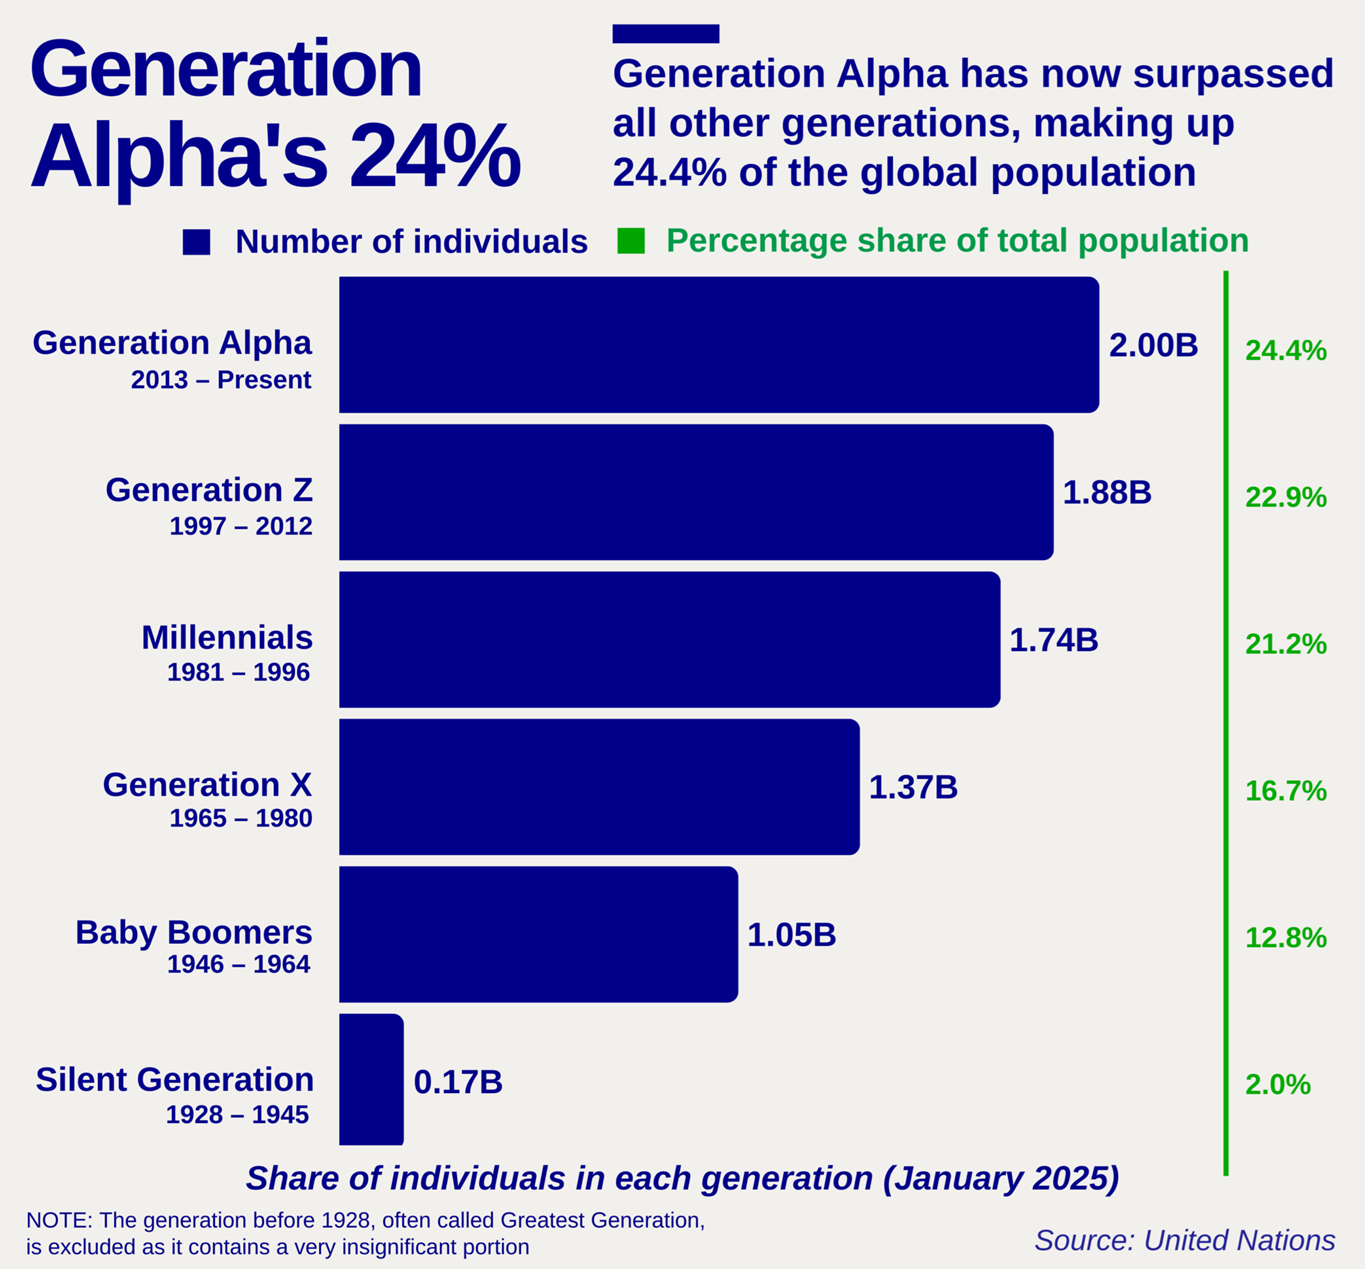 Generation
Alpha's 24%
Generation Alpha has now surpassed
all other generations, making up
24.4% of the global population
Number of individuals
Percentage share of total population
Generation Alpha
2013 – Present
2.00B
24.4%
Generation Z
1997 – 2012
1.88B
22.9%
Millennials
1981 – 1996
1.74B
21.2%
Generation X
1965 – 1980
1.37B
16.7%
Baby Boomers
1946 – 1964
1.05B
12.8%
Silent Generation
1928 – 1945
0.17B
2.0%
Share of individuals in each generation (January 2025)
NOTE: The generation before 1928, often called Greatest Generation,
is excluded as it contains a very insignificant portion
Source: United Nations